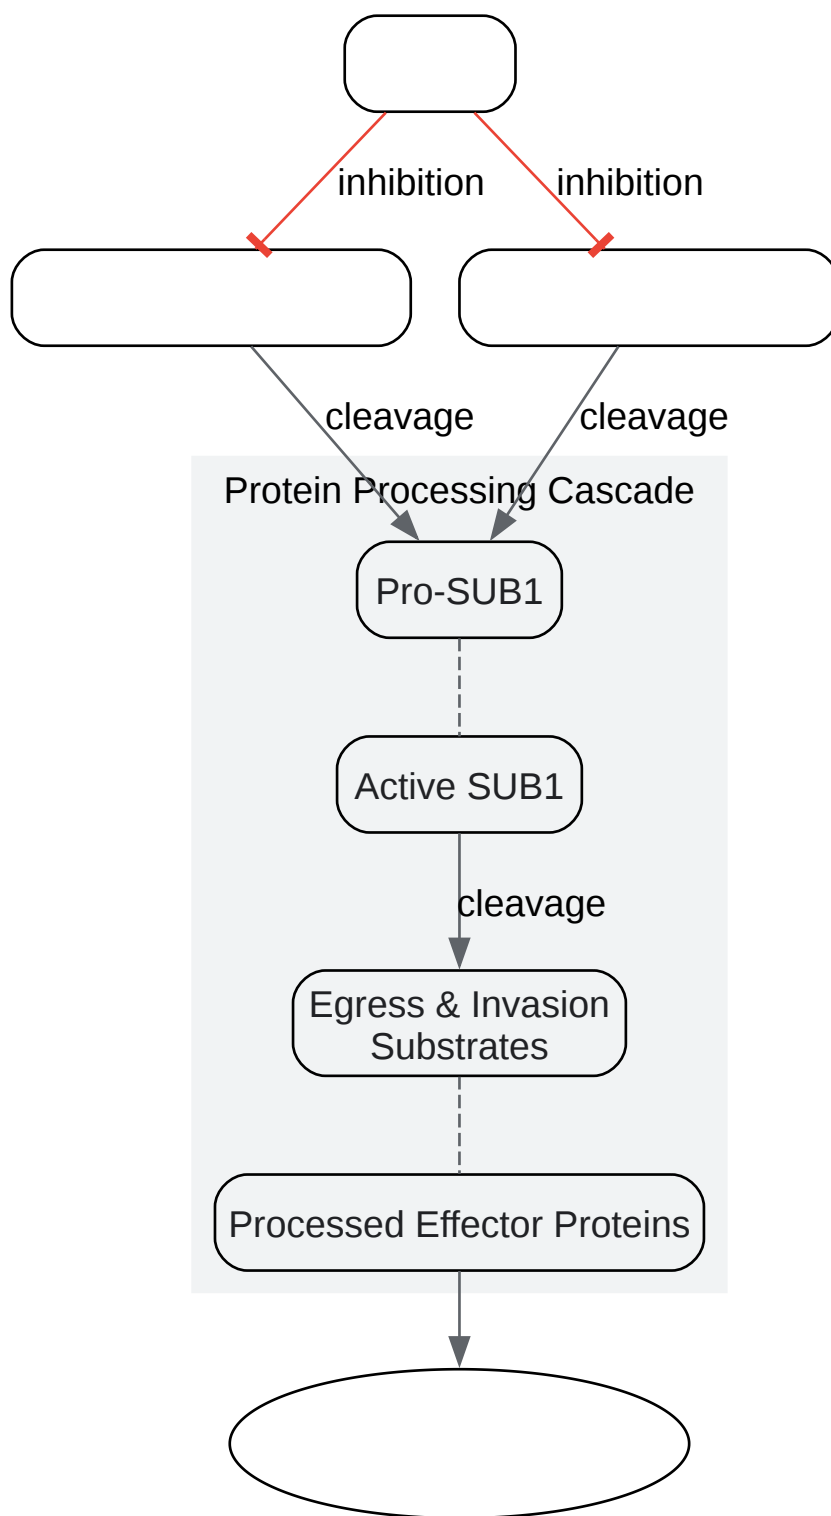 inhibition
inhibition
cleavage
cleavage
Protein Processing Cascade
Pro-SUB1
Active SUB1
cleavage
Egress & Invasion
Substrates
Processed Effector Proteins